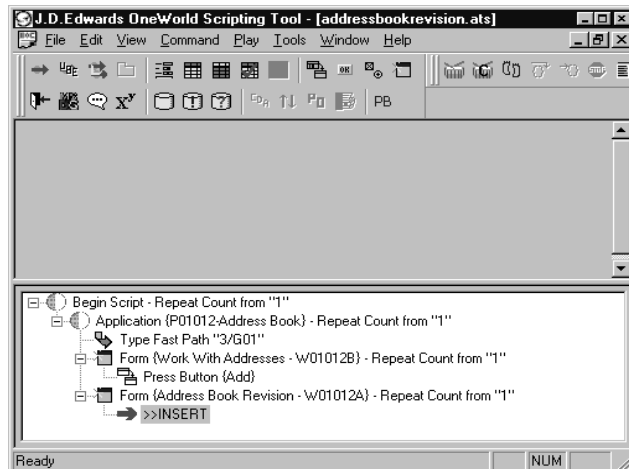 J.D.Edwards OneWorld Scripting Tool - [addressbookrevision.ats]
File Edit View Command Play Tools Window Help
UBE OK
X^Y PB
Begin Script - Repeat Count from "1"
Application {P01012-Address Book} - Repeat Count from "1"
Type Fast Path "3/G01"
Form {Work With Addresses - W01012B} - Repeat Count from "1"
Press Button {Add}
Form {Address Book Revision - W01012A} - Repeat Count from "1"
>>INSERT
Ready NUM